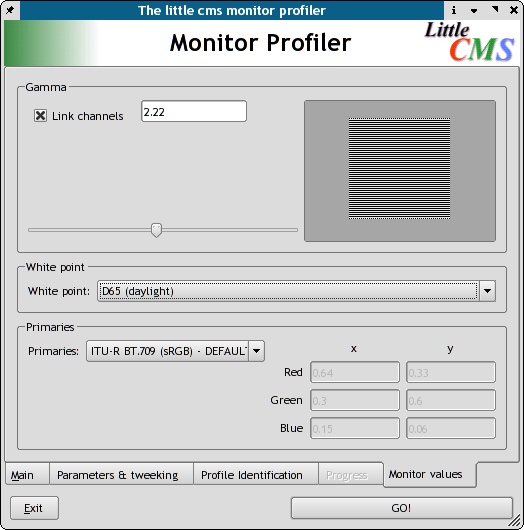 The little cms monitor profiler
Monitor Profiler
Little
CMS
Gamma
Link channels
2.22
White point
White point:
D65 (daylight)
Primaries
Primaries:
ITU-R BT.709 (sRGB) - DEFAULT
x
y
Red
0.64
0.33
Green
0.3
0.6
Blue
0.15
0.06
Main
Parameters & tweeking
Profile Identification
Progress
Monitor values
Exit
GO!